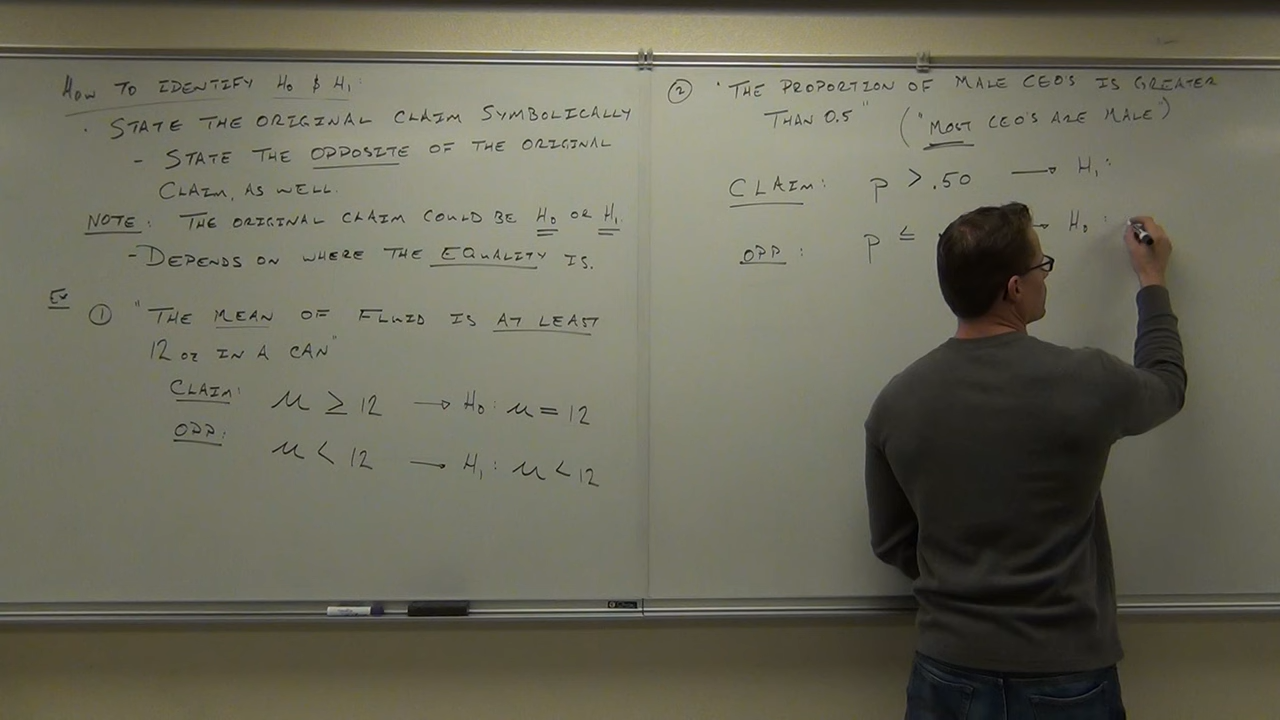 HOW TO IDENTIFY H₀ & H₁:
· STATE THE ORIGINAL CLAIM SYMBOLICALLY
- STATE THE OPPOSITE OF THE ORIGINAL
CLAIM, AS WELL.
NOTE: THE ORIGINAL CLAIM COULD BE H₀ OR H₁.
- DEPENDS ON WHERE THE EQUALITY IS.
EX ① "THE MEAN OF FLUID IS AT LEAST
12 OZ IN A CAN"
CLAIM: μ ≥ 12 → H₀: μ = 12
OPP: μ < 12 → H₁: μ < 12
② "THE PROPORTION OF MALE CEO'S IS GREATER
THAN 0.5" ("MOST CEO'S ARE MALE")
CLAIM: p > .50 → H₁:
OPP: p ≤ → H₀: